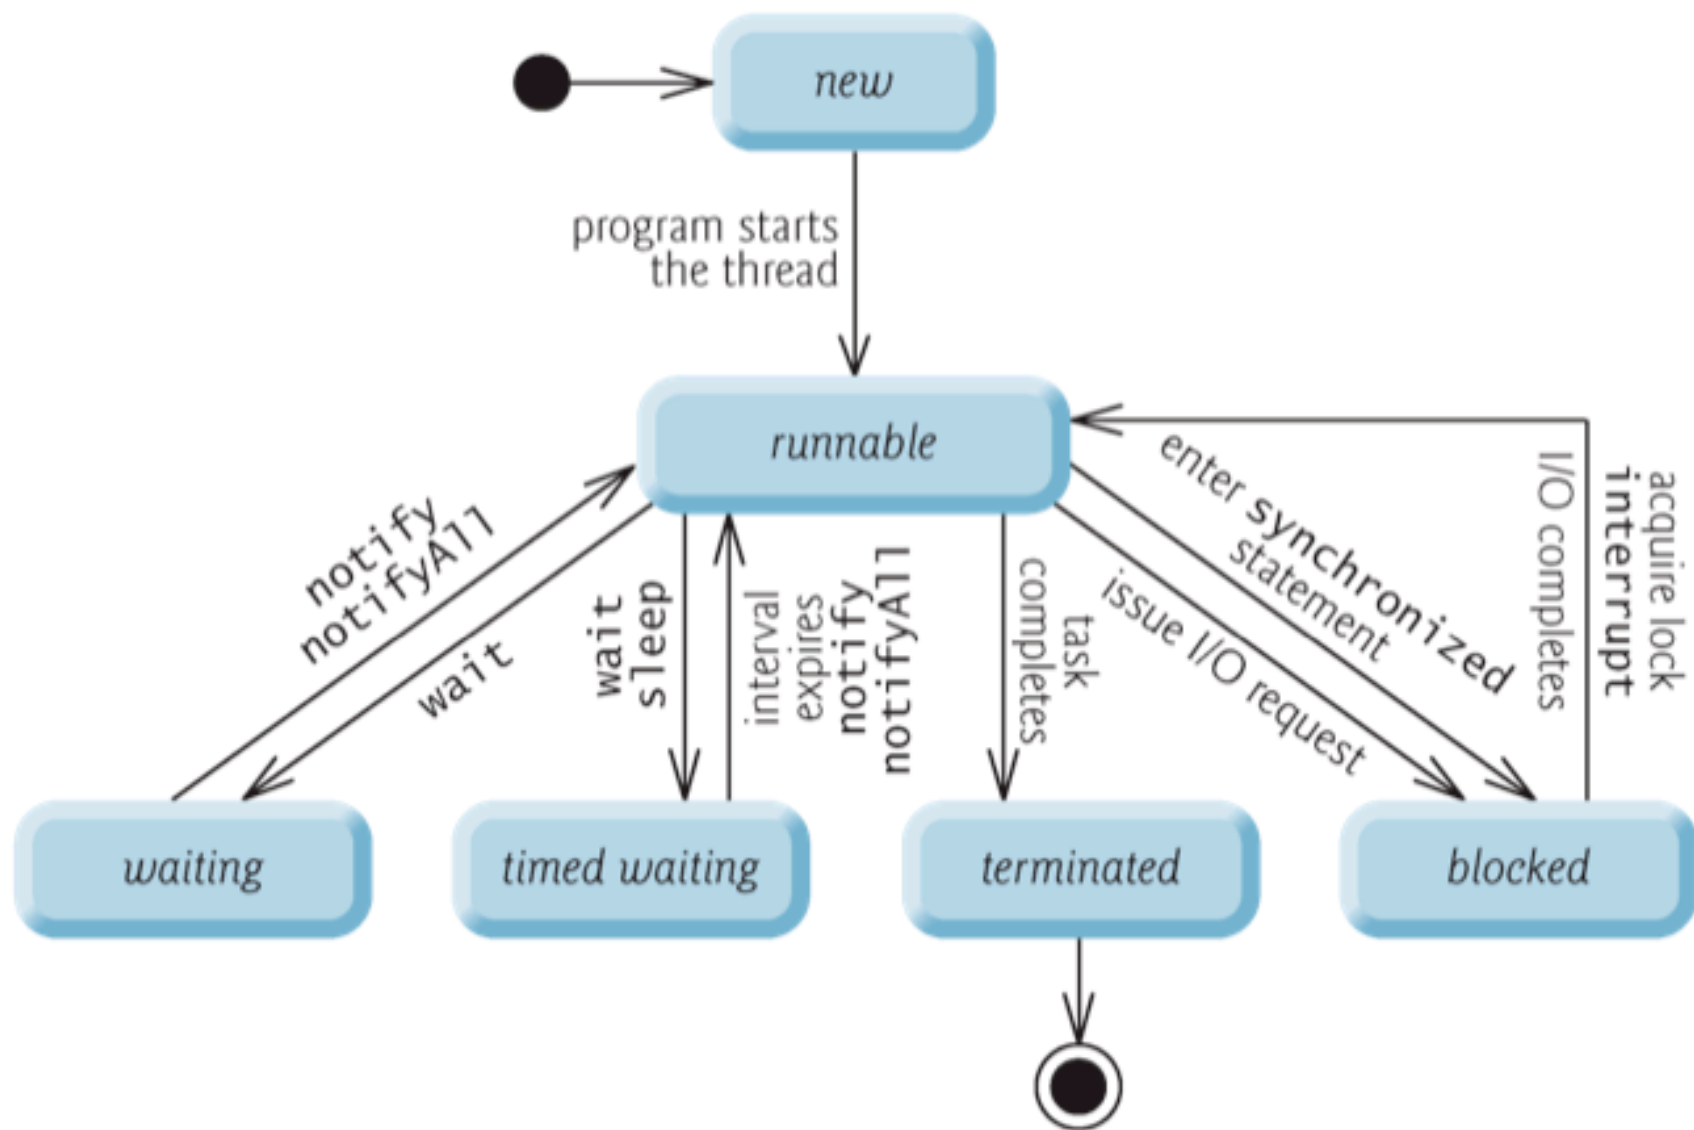 new
program starts
the thread
runnable
notify
notifyAll
wait
wait
sleep
interval
expires
notify
notifyAll
task
completes
enter synchronized
statement
issue I/O request
I/O completes
acquire lock
interrupt
waiting
timed waiting
terminated
blocked